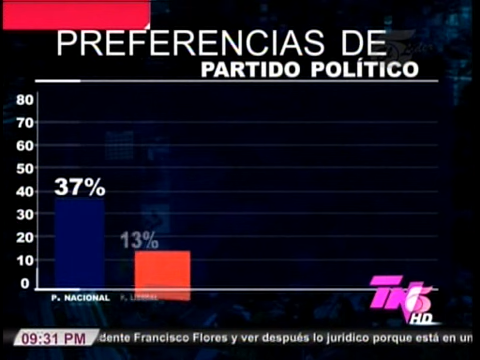 PREFERENCIAS DE
PARTIDO POLÍTICO
80
70
60
50
40
30
20
10
0
37%
13%
P. NACIONAL
P. LIBERAL
TN5
HD
09:31 PM
dente Francisco Flores y ver después lo jurídico porque está en un